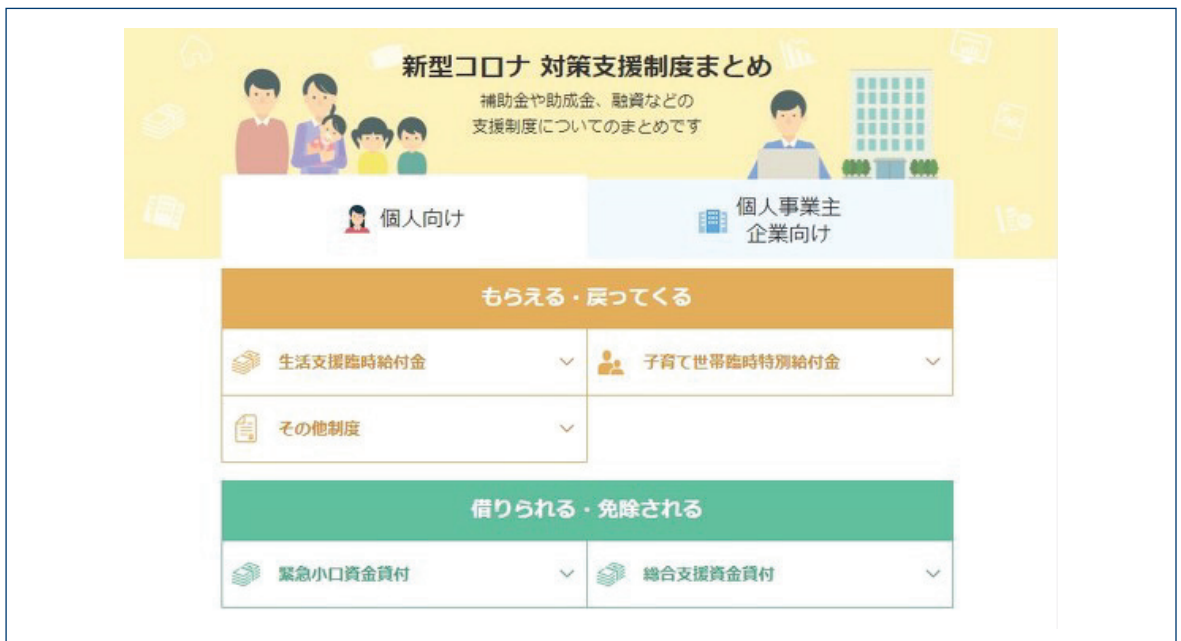 新型コロナ 対策支援制度まとめ
補助金や助成金、融資などの
支援制度についてのまとめです
個人向け
個人事業主
企業向け
もらえる・戻ってくる
生活支援臨時給付金
子育て世帯臨時特別給付金
その他制度
借りられる・免除される
緊急小口資金貸付
総合支援資金貸付